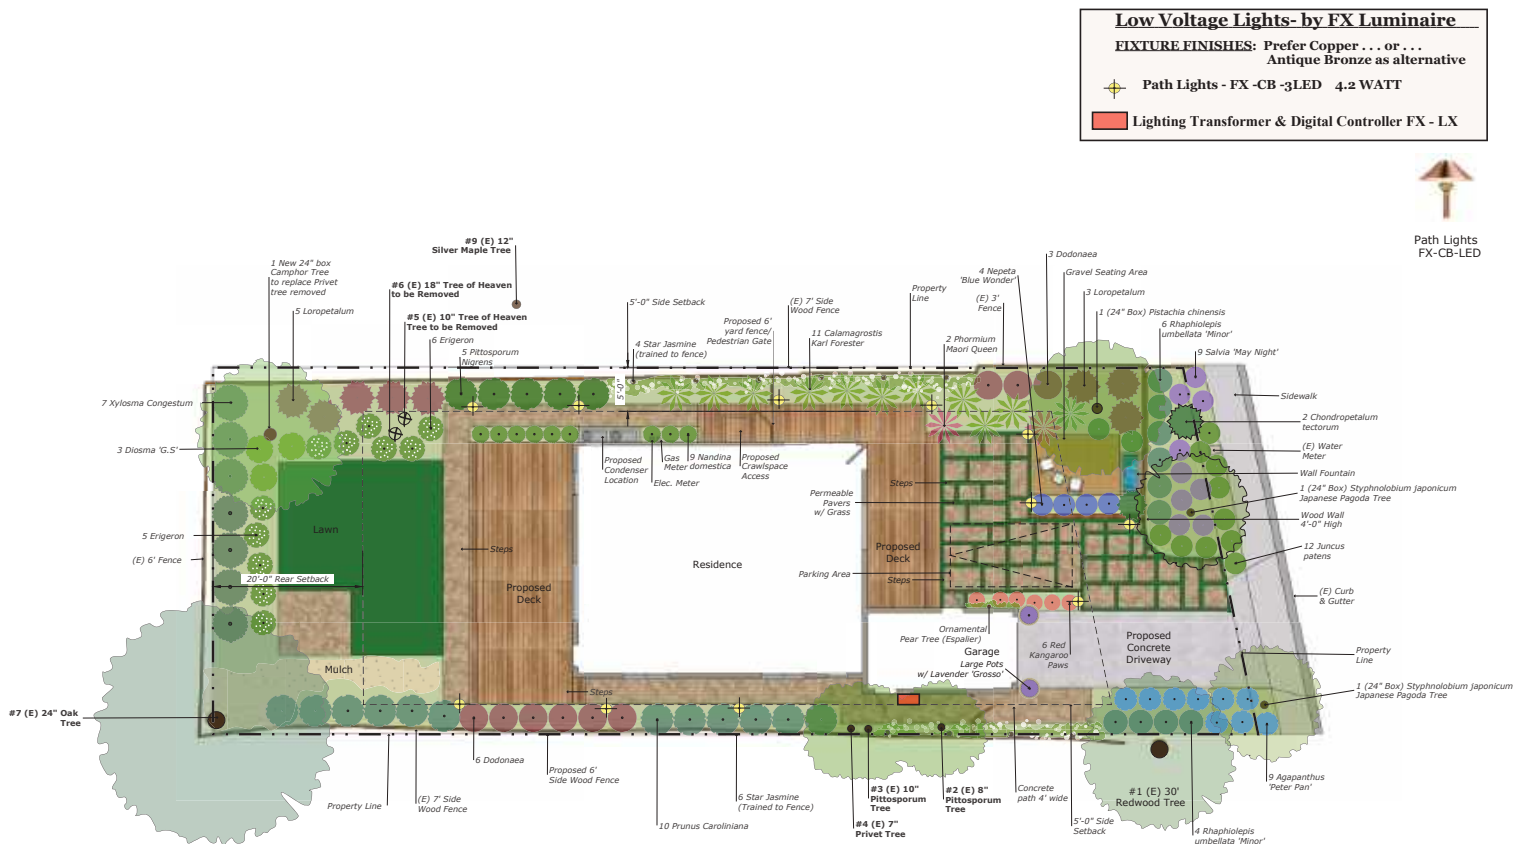 Low Voltage Lights- by FX Luminaire
FIXTURE FINISHES: Prefer Copper . . . or . . .
Antique Bronze as alternative
Path Lights - FX -CB -3LED 4.2 WATT
Lighting Transformer & Digital Controller FX - LX
Path Lights
FX-CB-LED
#9 (E) 12"
Silver Maple Tree
1 New 24" box
Camphor Tree
to replace Privet
tree removed
#6 (E) 18" Tree of Heaven
to be Removed
5 Loropetalum
#5 (E) 10" Tree of Heaven
Tree to be Removed
6 Erigeron
5 Pittosporum
Nigrens
5'-0" Side Setback
4 Star Jasmine
(trained to fence)
Proposed 6'
yard fence/
Pedestrian Gate
(E) 7' Side
Wood Fence
11 Calamagrostis
Karl Forester
Property
Line
2 Phormium
Maori Queen
(E) 3'
Fence
4 Nepeta
'Blue Wonder'
3 Dodonaea
Gravel Seating Area
3 Loropetalum
1 (24" Box) Pistachia chinensis
6 Rhaphiolepis
umbellata 'Minor'
9 Salvia 'May Night'
Sidewalk
2 Chondropetalum
tectorum
(E) Water
Meter
Wall Fountain
1 (24" Box) Styphnolobium japonicum
Japanese Pagoda Tree
Wood Wall
4'-0" High
12 Juncus
patens
(E) Curb
& Gutter
Property
Line
1 (24" Box) Styphnolobium japonicum
Japanese Pagoda Tree
9 Agapanthus
'Peter Pan'
7 Xylosma Congestum
3 Diosma 'G.S'
5 Erigeron
(E) 6' Fence
20'-0" Rear Setback
#7 (E) 24" Oak
Tree
5'-0"
Lawn
Mulch
Steps
Proposed
Deck
Steps
Proposed
Condenser
Location
Elec. Meter
Gas
Meter
9 Nandina
domestica
Proposed
Crawlspace
Access
Residence
Permeable
Pavers
w/ Grass
Steps
Proposed
Deck
Steps
Parking Area
Ornamental
Pear Tree (Espalier)
Garage
Large Pots
w/ Lavender 'Grosso'
6 Red
Kangaroo
Paws
Proposed
Concrete
Driveway
Property Line
(E) 7' Side
Wood Fence
6 Dodonaea
Proposed 6'
Side Wood Fence
10 Prunus Caroliniana
6 Star Jasmine
(Trained to Fence)
#3 (E) 10"
Pittosporum
Tree
#4 (E) 7"
Privet Tree
#2 (E) 8"
Pittosporum
Tree
Concrete
path 4' wide
5'-0" Side
Setback
#1 (E) 30'
Redwood Tree
4 Rhaphiolepis
umbellata 'Minor'